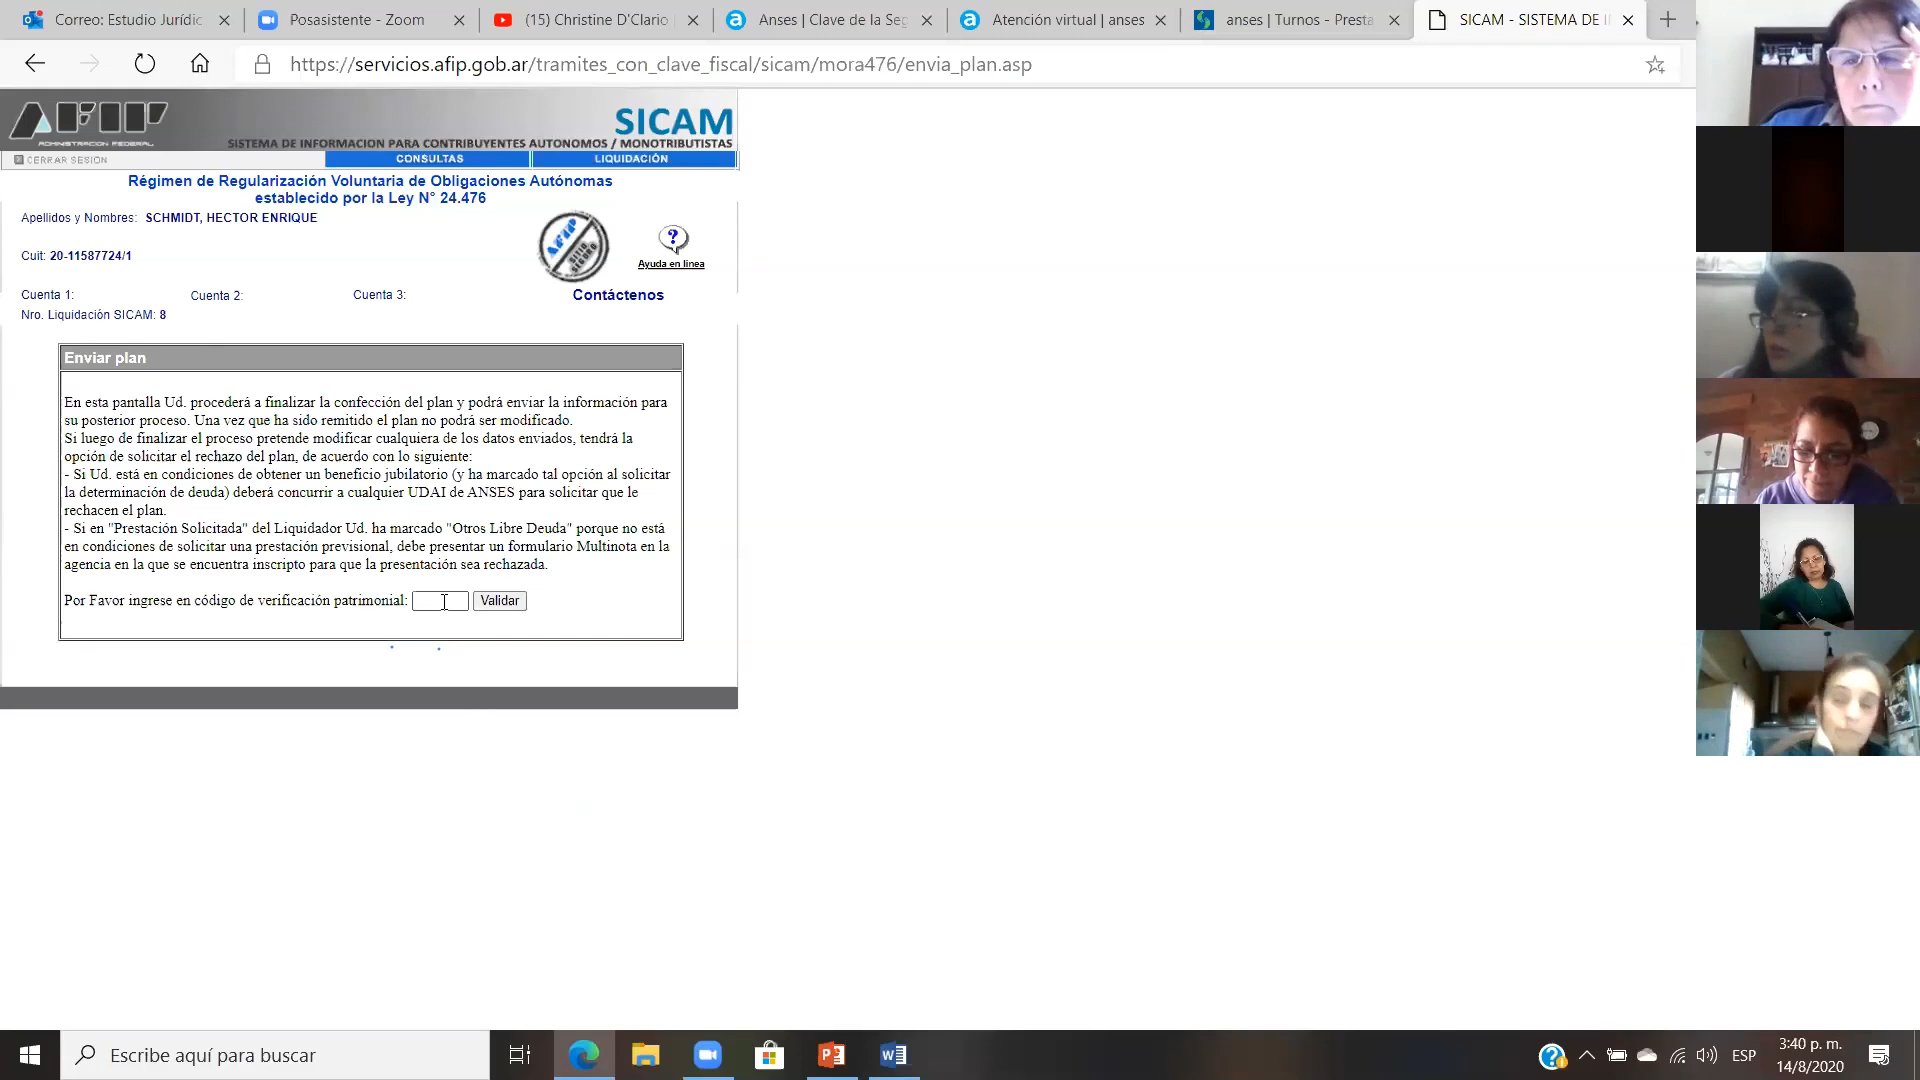 Correo: Estudio Jurídic
Posasistente - Zoom
(15) Christine D'Clario
Anses | Clave de la Seg
Atención virtual | anses
anses | Turnos - Presta
SICAM - SISTEMA DE I
https://servicios.afip.gob.ar/tramites_con_clave_fiscal/sicam/mora476/envia_plan.asp
AFIP
ADMINISTRACION FEDERAL
SICAM
SISTEMA DE INFORMACION PARA CONTRIBUYENTES AUTONOMOS / MONOTRIBUTISTAS
CERRAR SESION
CONSULTAS
LIQUIDACIÓN
Régimen de Regularización Voluntaria de Obligaciones Autónomas
establecido por la Ley N° 24.476
Apellidos y Nombres: SCHMIDT, HECTOR ENRIQUE
AFIP
SITIO
SEGURO
?
Cuit: 20-11587724/1
Ayuda en linea
Cuenta 1:
Cuenta 2:
Cuenta 3:
Contáctenos
Nro. Liquidación SICAM: 8
Enviar plan
En esta pantalla Ud. procederá a finalizar la confección del plan y podrá enviar la información para
su posterior proceso. Una vez que ha sido remitido el plan no podrá ser modificado.
Si luego de finalizar el proceso pretende modificar cualquiera de los datos enviados, tendrá la
opción de solicitar el rechazo del plan, de acuerdo con lo siguiente:
- Si Ud. está en condiciones de obtener un beneficio jubilatorio (y ha marcado tal opción al solicitar
la determinación de deuda) deberá concurrir a cualquier UDAI de ANSES para solicitar que le
rechacen el plan.
- Si en "Prestación Solicitada" del Liquidador Ud. ha marcado "Otros Libre Deuda" porque no está
en condiciones de solicitar una prestación previsional, debe presentar un formulario Multinota en la
agencia en la que se encuentra inscripto para que la presentación sea rechazada.
Por Favor ingrese en código de verificación patrimonial:
Validar
Escribe aquí para buscar
ESP
3:40 p. m.
14/8/2020